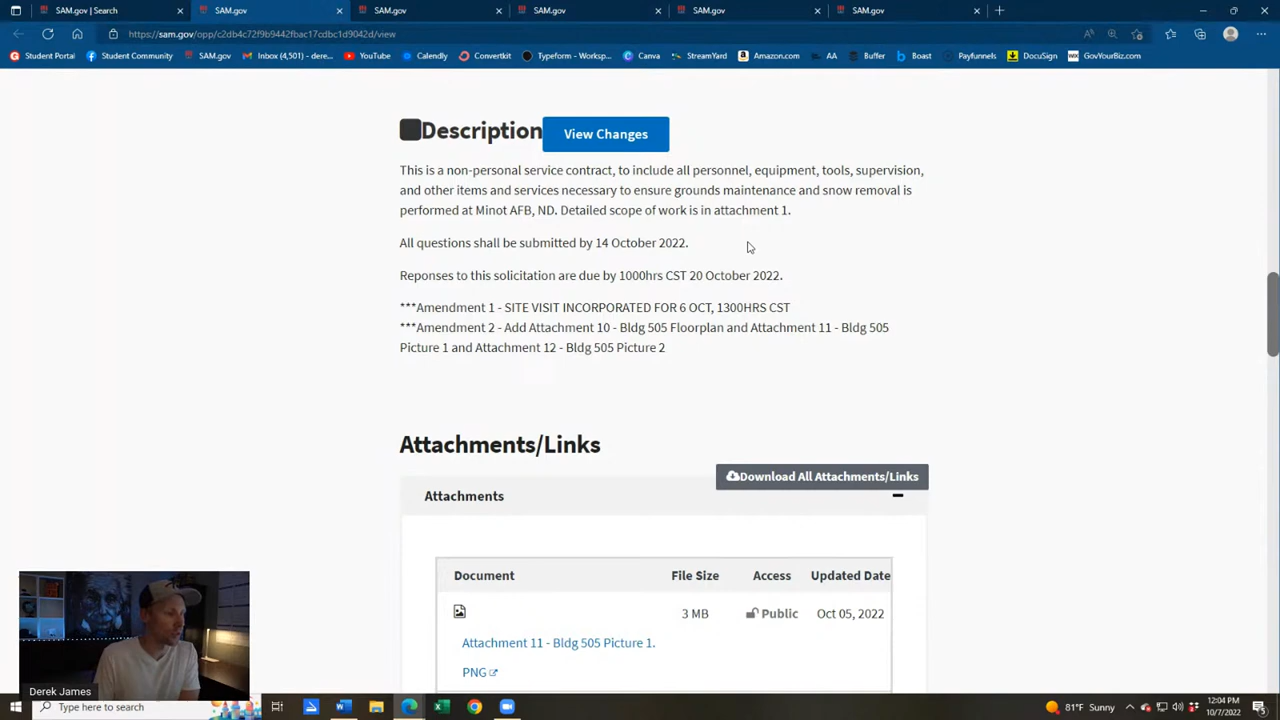 SAM.gov | Search
SAM.gov
SAM.gov
SAM.gov
SAM.gov
SAM.gov
https://sam.gov/opp/c2db4c72f9b9442fbac17cdbc1d9042d/view
Student Portal
Student Community
SAM.gov
Inbox (4,501) - dere...
YouTube
Calendly
Convertkit
Typeform - Worksp...
Canva
StreamYard
Amazon.com
AA
Buffer
Boast
Payfunnels
DocuSign
GovYourBiz.com
Description
View Changes
This is a non-personal service contract, to include all personnel, equipment, tools, supervision,
and other items and services necessary to ensure grounds maintenance and snow removal is
performed at Minot AFB, ND. Detailed scope of work is in attachment 1.
All questions shall be submitted by 14 October 2022.
Reponses to this solicitation are due by 1000hrs CST 20 October 2022.
***Amendment 1 - SITE VISIT INCORPORATED FOR 6 OCT, 1300HRS CST
***Amendment 2 - Add Attachment 10 - Bldg 505 Floorplan and Attachment 11 - Bldg 505
Picture 1 and Attachment 12 - Bldg 505 Picture 2
Attachments/Links
Download All Attachments/Links
Attachments
Document File Size Access Updated Date
3 MB Public Oct 05, 2022
Attachment 11 - Bldg 505 Picture 1.
PNG
Derek James
Type here to search
81°F Sunny
12:04 PM
10/7/2022
5